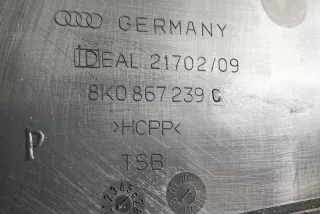 GERMANY
IDEAL 21702/09
8K0 867 239 C
>HCPP<
TSB
P